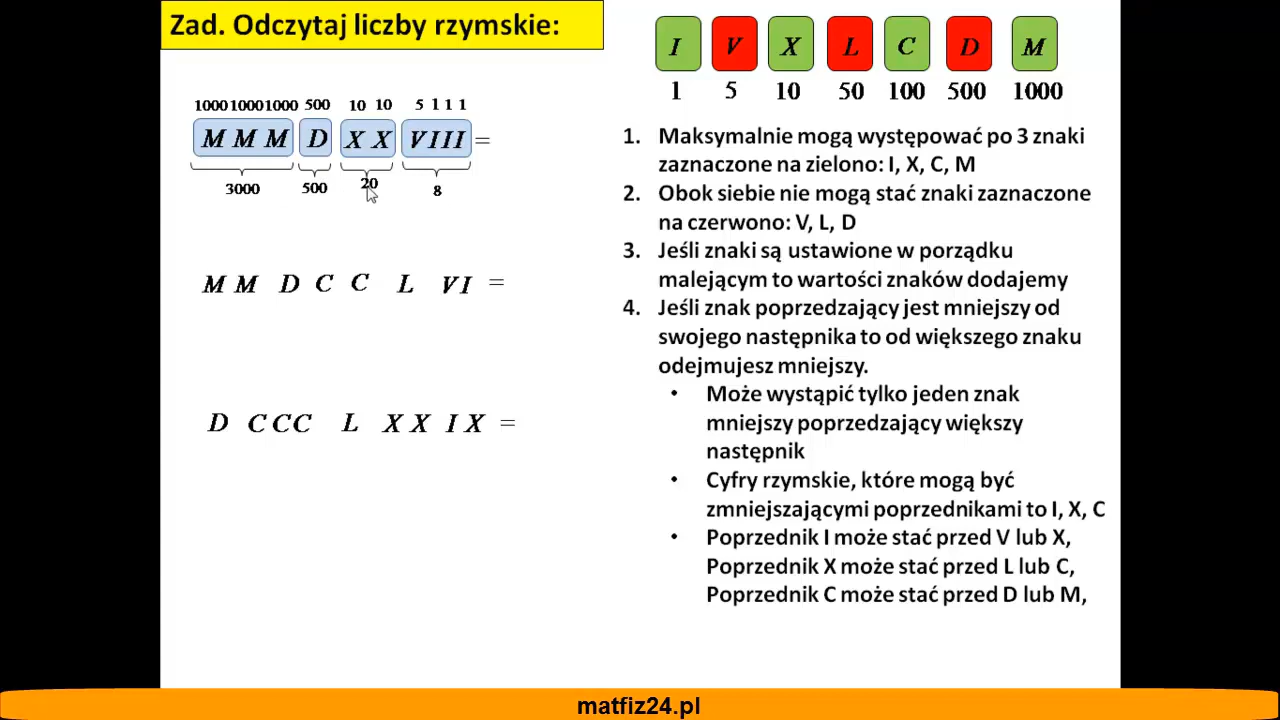 Zad. Odczytaj liczby rzymskie:
1000 1000 1000 500 10 10 5 1 1 1
M M M D X X V I I I =
3000 500 20 8
M M D C C L V I =
D C C C L X X I X =
I V X L C D M
1 5 10 50 100 500 1000
1. Maksymalnie mogą występować po 3 znaki
zaznaczone na zielono: I, X, C, M
2. Obok siebie nie mogą stać znaki zaznaczone
na czerwono: V, L, D
3. Jeśli znaki są ustawione w porządku
malejącym to wartości znaków dodajemy
4. Jeśli znak poprzedzający jest mniejszy od
swojego następnika to od większego znaku
odejmujesz mniejszy.
• Może wystąpić tylko jeden znak
mniejszy poprzedzający większy
następnik
• Cyfry rzymskie, które mogą być
zmniejszającymi poprzednikami to I, X, C
• Poprzednik I może stać przed V lub X,
Poprzednik X może stać przed L lub C,
Poprzednik C może stać przed D lub M,
matfiz24.pl